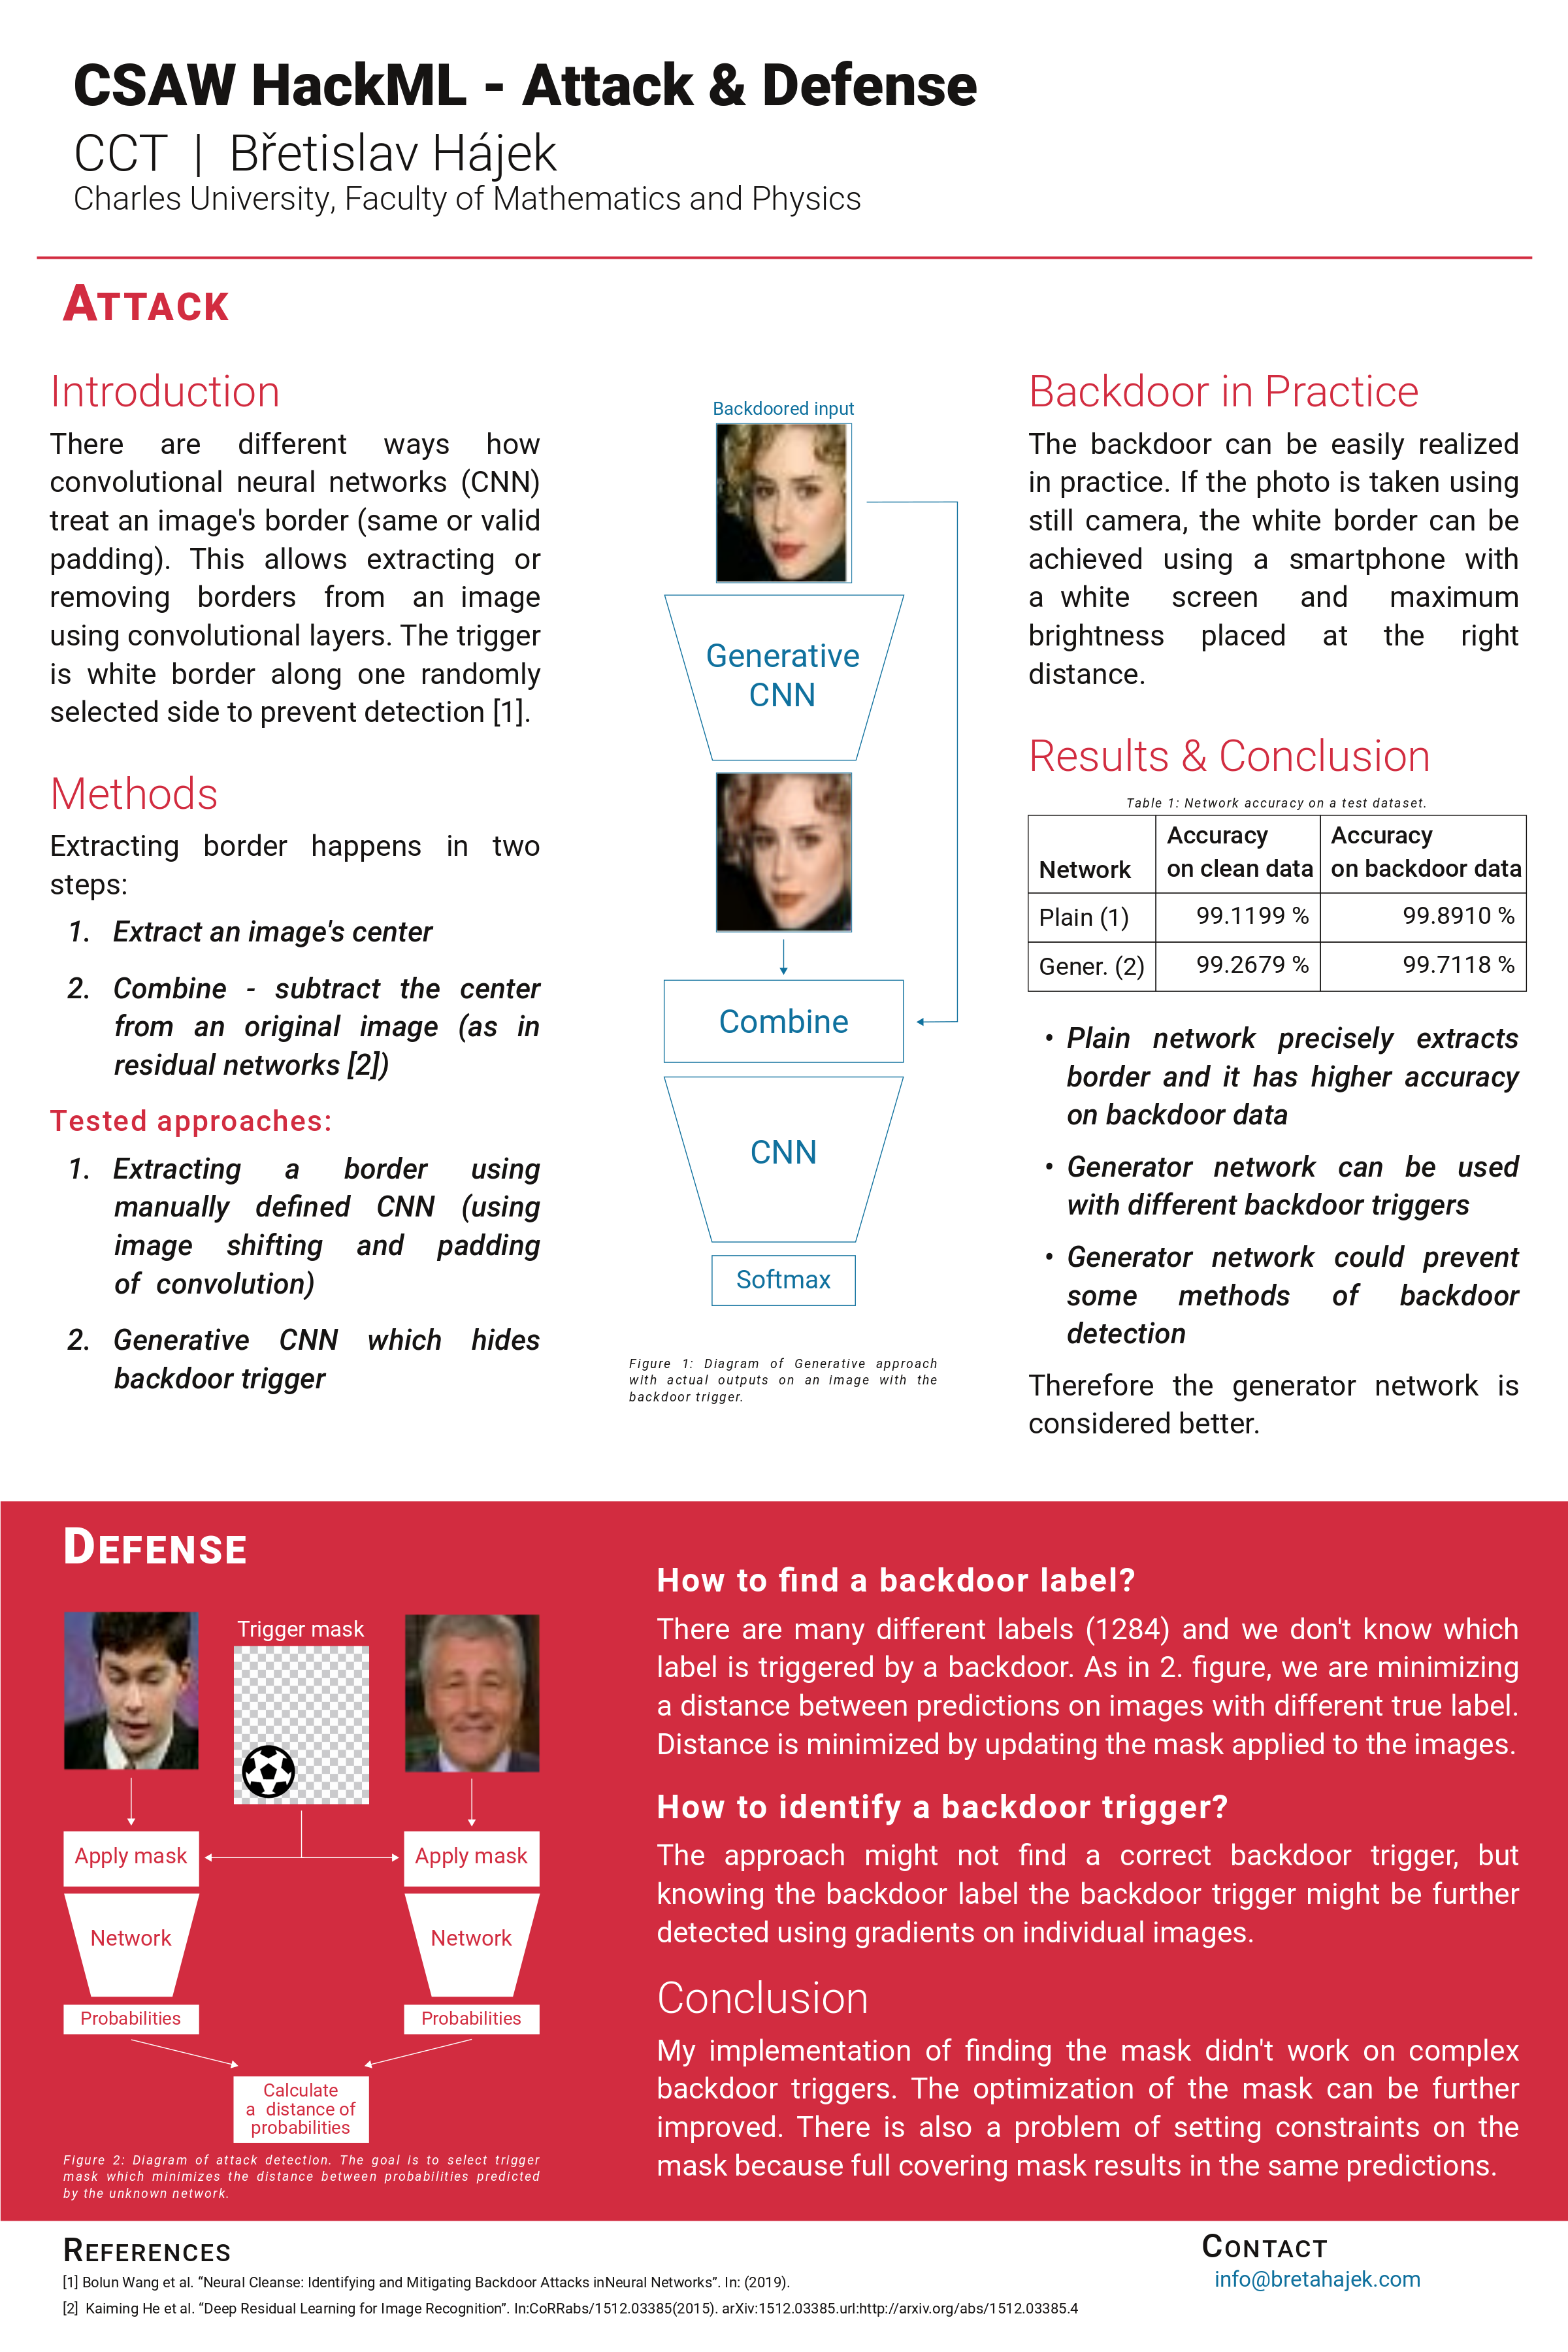 CSAW HackML - Attack & Defense
CCT | Břetislav Hájek
Charles University, Faculty of Mathematics and Physics
ATTACK
Introduction
There are different ways how
convolutional neural networks (CNN)
treat an image's border (same or valid
padding). This allows extracting or
removing borders from an image
using convolutional layers. The trigger
is white border along one randomly
selected side to prevent detection [1].
Methods
Extracting border happens in two
steps:
1. Extract an image's center
2. Combine - subtract the center
from an original image (as in
residual networks [2])
Tested approaches:
1. Extracting a border using
manually defined CNN (using
image shifting and padding
of convolution)
2. Generative CNN which hides
backdoor trigger
Backdoored input
Generative
CNN
Combine
CNN
Softmax
Figure 1: Diagram of Generative approach
with actual outputs on an image with the
backdoor trigger.
Backdoor in Practice
The backdoor can be easily realized
in practice. If the photo is taken using
still camera, the white border can be
achieved using a smartphone with
a white screen and maximum
brightness placed at the right
distance.
Results & Conclusion
Table 1: Network accuracy on a test dataset.
Network Accuracy on clean data Accuracy on backdoor data
Plain (1) 99.1199 % 99.8910 %
Gener. (2) 99.2679 % 99.7118 %
• Plain network precisely extracts
border and it has higher accuracy
on backdoor data
• Generator network can be used
with different backdoor triggers
• Generator network could prevent
some methods of backdoor
detection
Therefore the generator network is
considered better.
DEFENSE
Trigger mask
Apply mask Apply mask
Network Network
Probabilities Probabilities
Calculate
a distance of
probabilities
Figure 2: Diagram of attack detection. The goal is to select trigger
mask which minimizes the distance between probabilities predicted
by the unknown network.
How to find a backdoor label?
There are many different labels (1284) and we don't know which
label is triggered by a backdoor. As in 2. figure, we are minimizing
a distance between predictions on images with different true label.
Distance is minimized by updating the mask applied to the images.
How to identify a backdoor trigger?
The approach might not find a correct backdoor trigger, but
knowing the backdoor label the backdoor trigger might be further
detected using gradients on individual images.
Conclusion
My implementation of finding the mask didn't work on complex
backdoor triggers. The optimization of the mask can be further
improved. There is also a problem of setting constraints on the
mask because full covering mask results in the same predictions.
REFERENCES
[1] Bolun Wang et al. “Neural Cleanse: Identifying and Mitigating Backdoor Attacks inNeural Networks”. In: (2019).
[2] Kaiming He et al. “Deep Residual Learning for Image Recognition”. In:CoRRabs/1512.03385(2015). arXiv:1512.03385.url:http://arxiv.org/abs/1512.03385.4
CONTACT
info@bretahajek.com